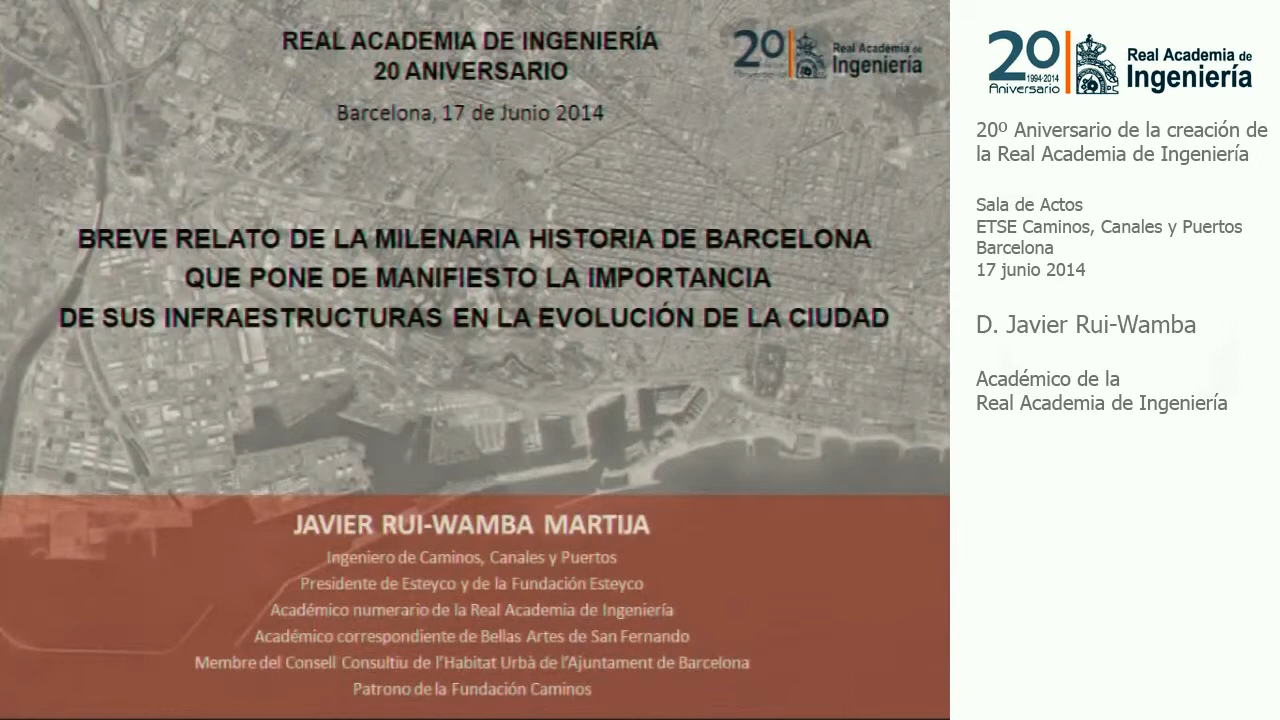 REAL ACADEMIA DE INGENIERÍA
20 ANIVERSARIO
Barcelona, 17 de Junio 2014
20
Aniversario
Real Academia de
Ingeniería
BREVE RELATO DE LA MILENARIA HISTORIA DE BARCELONA
QUE PONE DE MANIFIESTO LA IMPORTANCIA
DE SUS INFRAESTRUCTURAS EN LA EVOLUCIÓN DE LA CIUDAD
JAVIER RUI-WAMBA MARTIJA
Ingeniero de Caminos, Canales y Puertos
Presidente de Esteyco y de la Fundación Esteyco
Académico numerario de la Real Academia de Ingeniería
Académico correspondiente de Bellas Artes de San Fernando
Membre del Consell Consultiu de l'Habitat Urbà de l'Ajuntament de Barcelona
Patrono de la Fundación Caminos
20
1994-2014
Aniversario
Real Academia de
Ingeniería
20º Aniversario de la creación de
la Real Academia de Ingeniería
Sala de Actos
ETSE Caminos, Canales y Puertos
Barcelona
17 junio 2014
D. Javier Rui-Wamba
Académico de la
Real Academia de Ingeniería